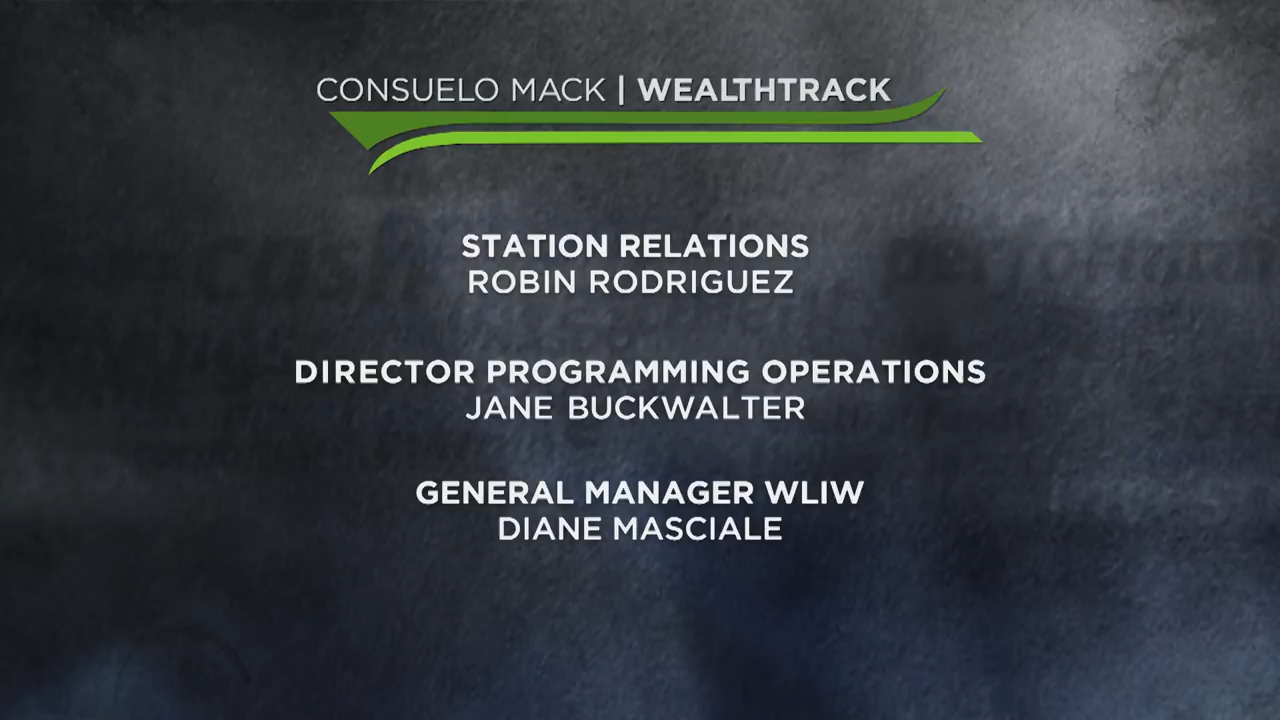 CONSUELO MACK | WEALTHTRACK
STATION RELATIONS
ROBIN RODRIGUEZ
DIRECTOR PROGRAMMING OPERATIONS
JANE BUCKWALTER
GENERAL MANAGER WLIW
DIANE MASCIALE